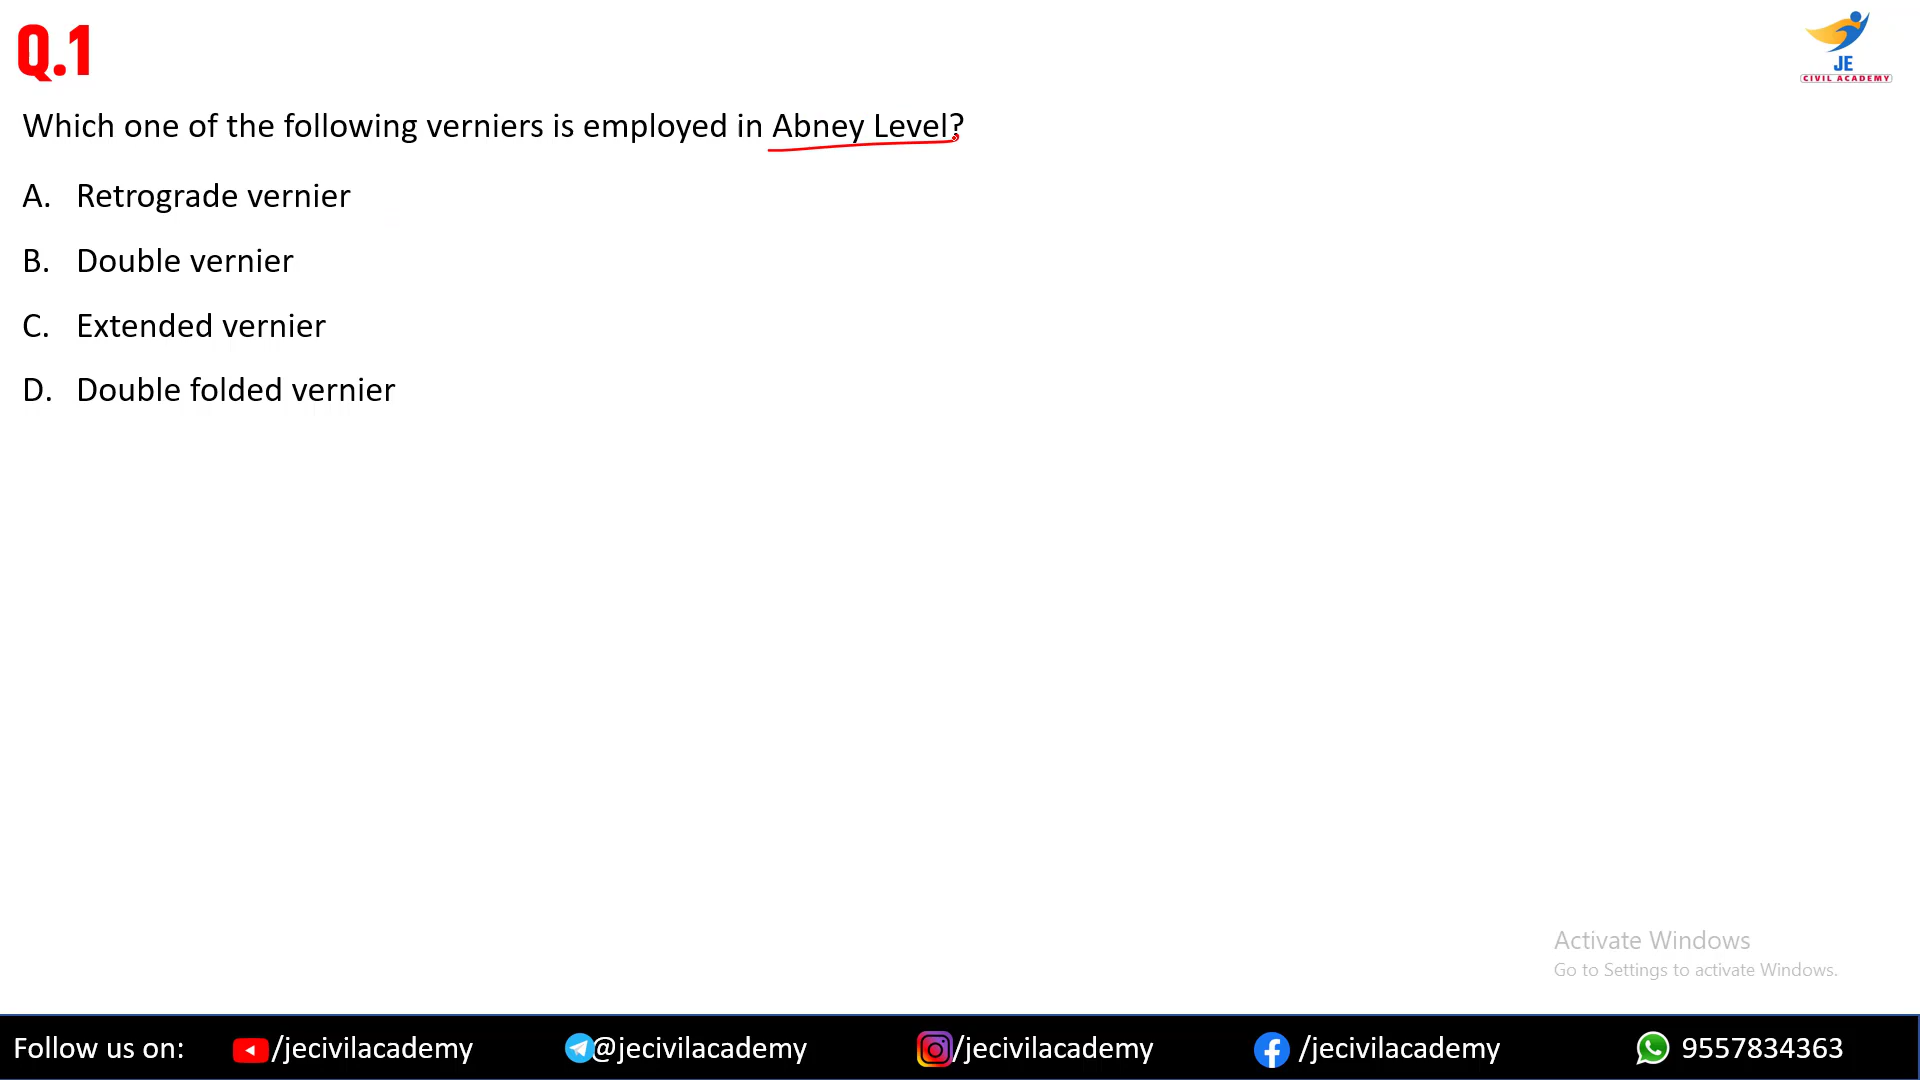 Q.1
JE
CIVIL ACADEMY
Which one of the following verniers is employed in Abney Level?
A. Retrograde vernier
B. Double vernier
C. Extended vernier
D. Double folded vernier
Activate Windows
Go to Settings to activate Windows.
Follow us on: /jecivilacademy @jecivilacademy /jecivilacademy /jecivilacademy 9557834363